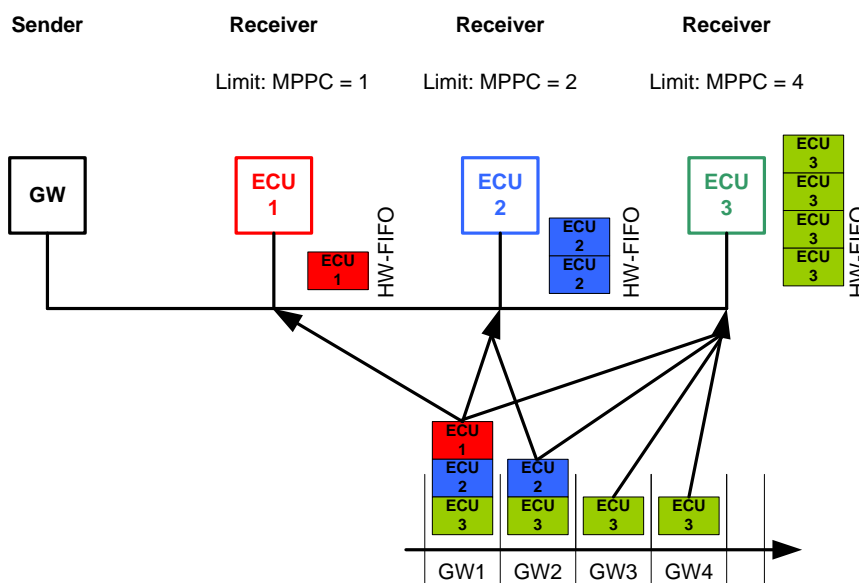 Sender Receiver Receiver Receiver
Limit: MPPC = 1 Limit: MPPC = 2 Limit: MPPC = 4
GW
ECU
1
ECU
2
ECU
3
ECU
1
HW-FIFO
ECU
2
ECU
2
HW-FIFO
ECU
3
ECU
3
ECU
3
ECU
3
HW-FIFO
ECU
1
ECU
2
ECU
3
ECU
2
ECU
3
ECU
3
ECU
3
GW1 GW2 GW3 GW4